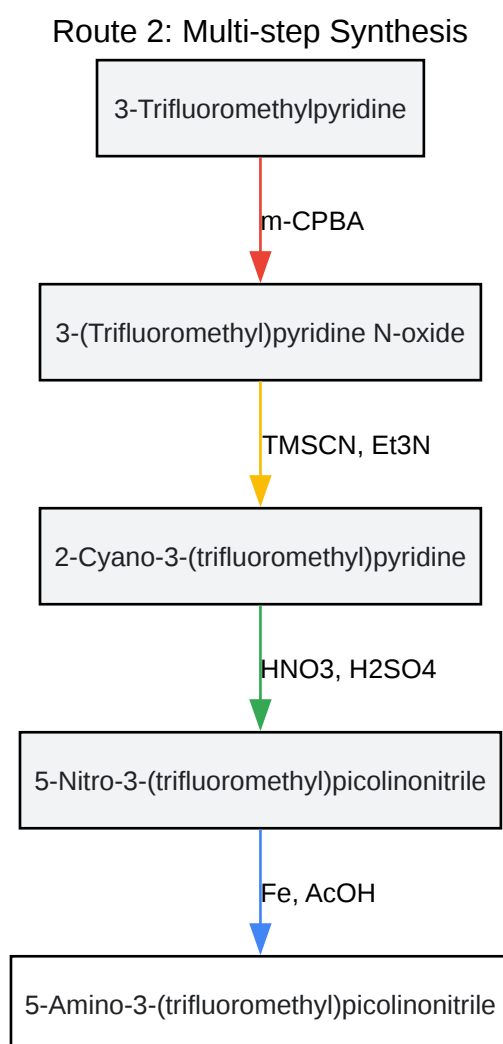 Route 2: Multi-step Synthesis
3-Trifluoromethylpyridine
m-CPBA
3-(Trifluoromethyl)pyridine N-oxide
TMSCN, Et3N
2-Cyano-3-(trifluoromethyl)pyridine
HNO3, H2SO4
5-Nitro-3-(trifluoromethyl)picolinonitrile
Fe, AcOH
5-Amino-3-(trifluoromethyl)picolinonitrile